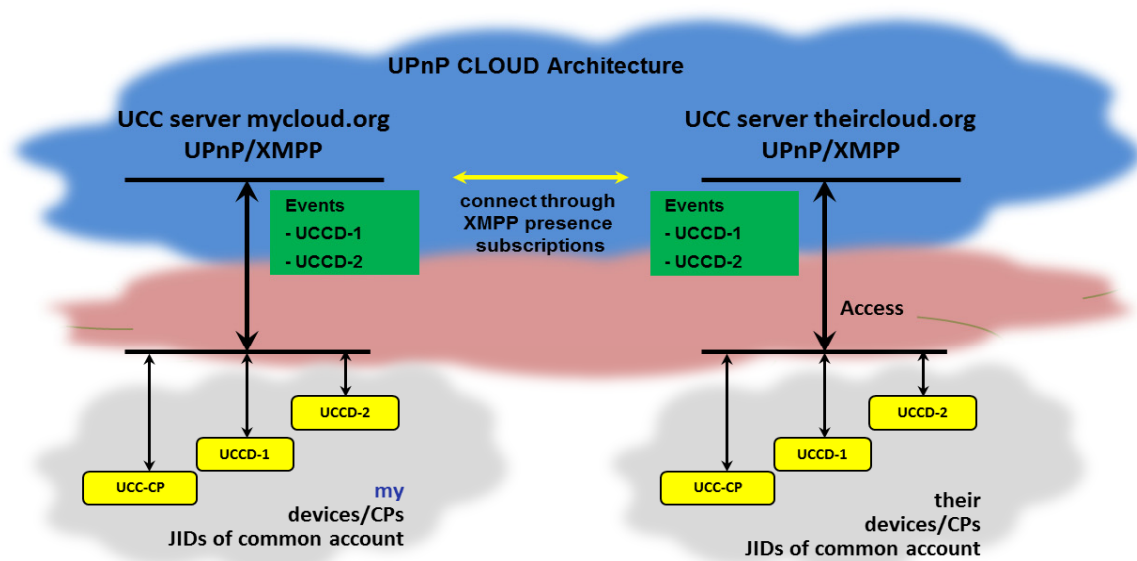 UPnP CLOUD Architecture
UCC server mycloud.org
UPnP/XMPP
UCC server theircloud.org
UPnP/XMPP
Events
- UCCD-1
- UCCD-2
connect through
XMPP presence
subscriptions
Events
- UCCD-1
- UCCD-2
Access
UCCD-2
UCCD-1
UCC-CP
my
devices/CPs
JIDs of common account
UCCD-2
UCCD-1
UCC-CP
their
devices/CPs
JIDs of common account